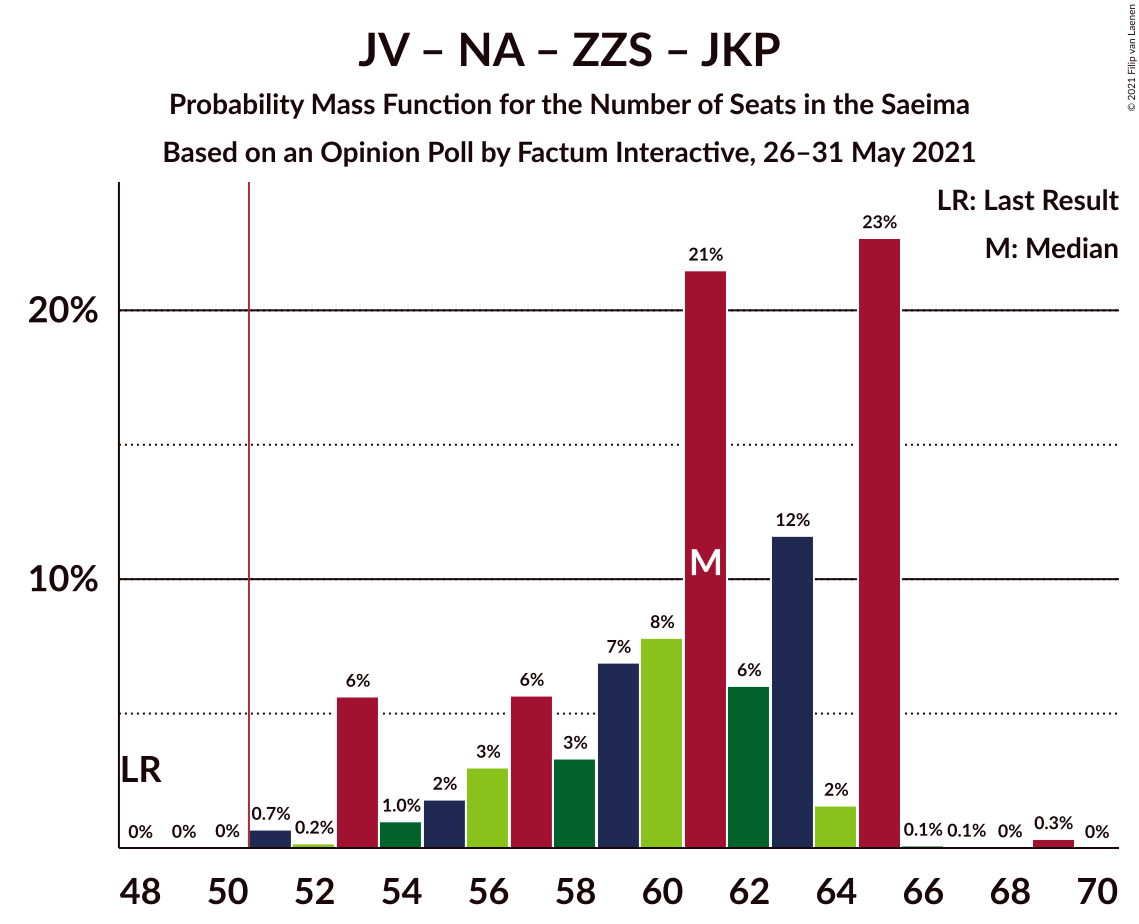 JV – NA – ZZS – JKP
Probability Mass Function for the Number of Seats in the Saeima
Based on an Opinion Poll by Factum Interactive, 26–31 May 2021
© 2021 Filip van Laenen
LR: Last Result
M: Median
20%
10%
LR
M
0%
0%
0%
0.7%
0.2%
6%
1.0%
2%
3%
6%
3%
7%
8%
21%
6%
12%
2%
23%
0.1%
0.1%
0%
0.3%
0%
48 50 52 54 56 58 60 62 64 66 68 70